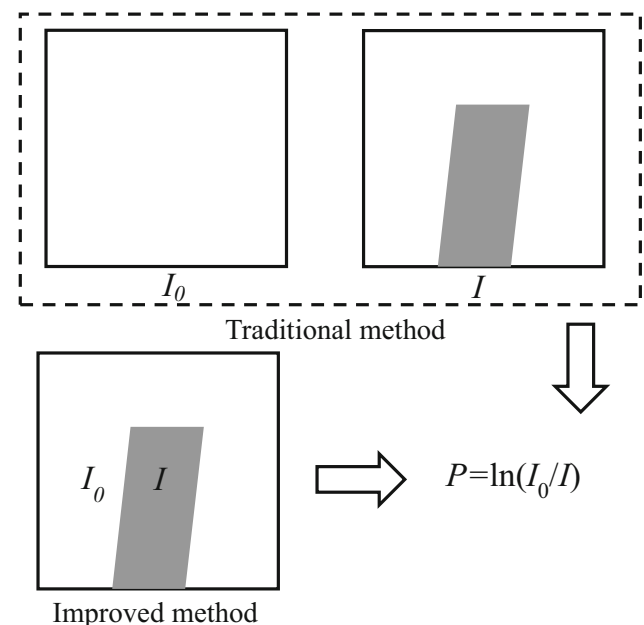 I₀
I
Traditional method
I₀
I
P=ln(I₀/I)
Improved method